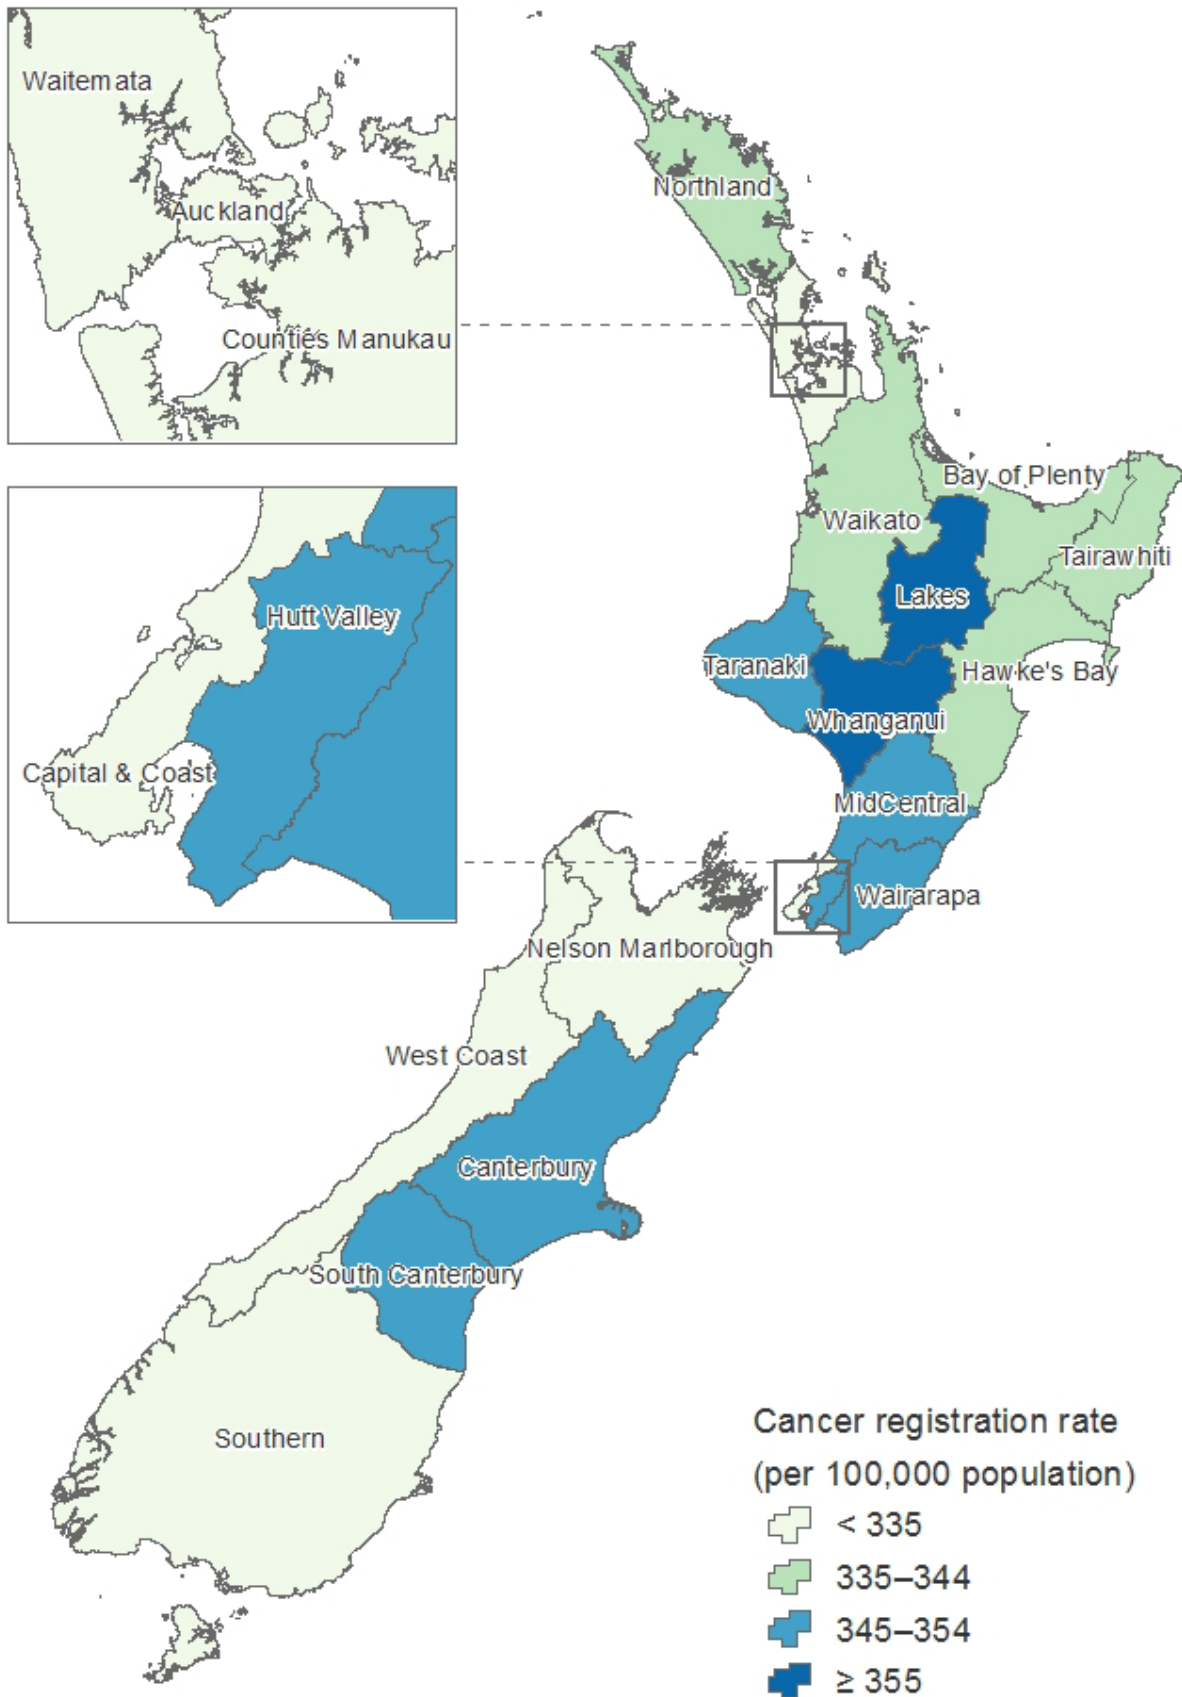 Waitemata
Auckland
Counties Manukau
Northland
Bay of Plenty
Waikato
Tairawhiti
Lakes
Hutt Valley
Taranaki
Hawke's Bay
Whanganui
Capital & Coast
MidCentral
Wairarapa
Nelson Marlborough
West Coast
Canterbury
South Canterbury
Southern
Cancer registration rate
(per 100,000 population)
< 335
335–344
345–354
≥ 355